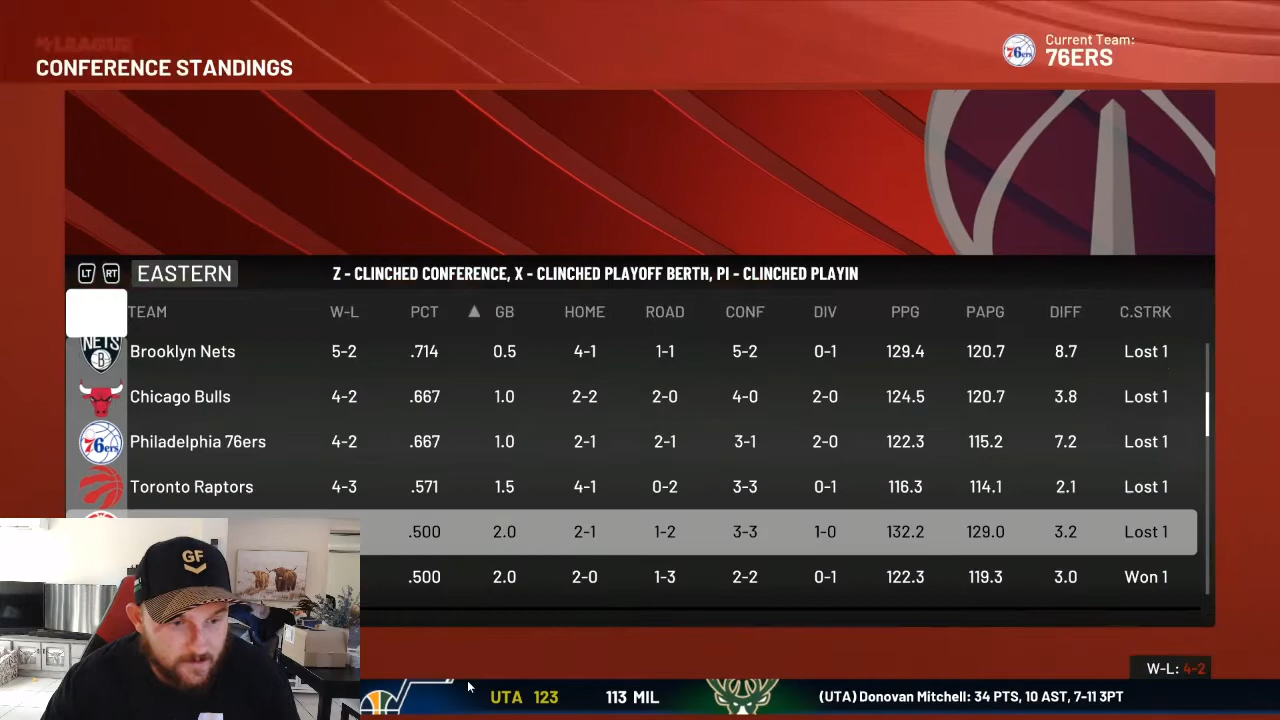 Current Team:
76ERS
CONFERENCE STANDINGS
LT RT EASTERN Z - CLINCHED CONFERENCE, X - CLINCHED PLAYOFF BERTH, PI - CLINCHED PLAYIN
TEAM W-L PCT GB HOME ROAD CONF DIV PPG PAPG DIFF C.STRK
NETS B Brooklyn Nets 5-2 .714 0.5 4-1 1-1 5-2 0-1 129.4 120.7 8.7 Lost 1
Chicago Bulls 4-2 .667 1.0 2-2 2-0 4-0 2-0 124.5 120.7 3.8 Lost 1
76ers Philadelphia 76ers 4-2 .667 1.0 2-1 2-1 3-1 2-0 122.3 115.2 7.2 Lost 1
Toronto Raptors 4-3 .571 1.5 4-1 0-2 3-3 0-1 116.3 114.1 2.1 Lost 1
.500 2.0 2-1 1-2 3-3 1-0 132.2 129.0 3.2 Lost 1
.500 2.0 2-0 1-3 2-2 0-1 122.3 119.3 3.0 Won 1
GF
W-L: 4-2
UTA 123 113 MIL (UTA) Donovan Mitchell: 34 PTS, 10 AST, 7-11 3PT